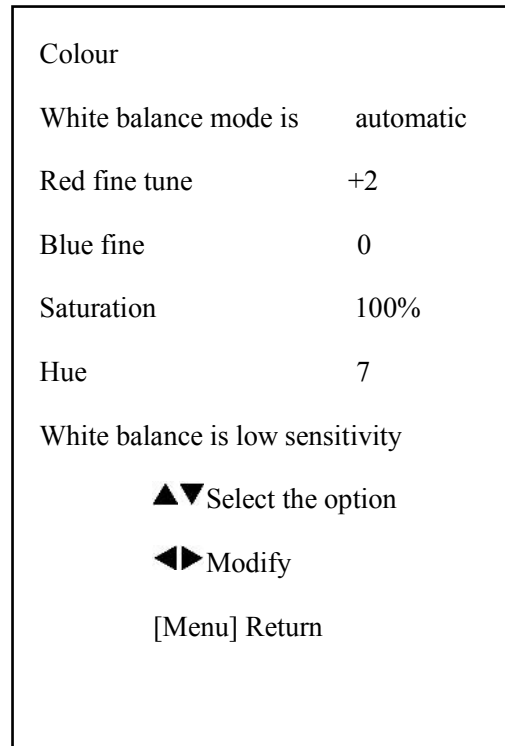 Colour
White balance mode is automatic
Red fine tune +2
Blue fine 0
Saturation 100%
Hue 7
White balance is low sensitivity
▲▼Select the option
◀▶Modify
[Menu] Return